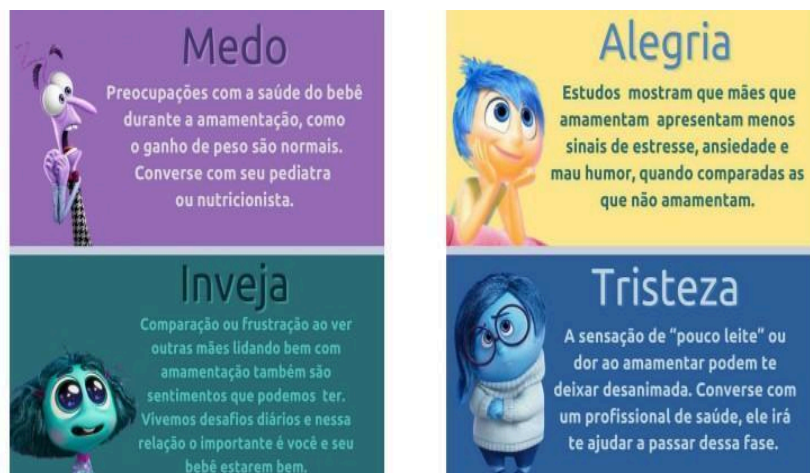 Medo
Preocupações com a saúde do bebê
durante a amamentação, como
o ganho de peso são normais.
Converse com seu pediatra
ou nutricionista.
Inveja
Comparação ou frustração ao ver
outras mães lidando bem com
amamentação também são
sentimentos que podemos ter.
Vivemos desafios diários e nessa
relação o importante é você e seu
bebê estarem bem.
Alegria
Estudos mostram que mães que
amamentam apresentam menos
sinais de estresse, ansiedade e
mau humor, quando comparadas as
que não amamentam.
Tristeza
A sensação de “pouco leite” ou
dor ao amamentar podem te
deixar desanimada. Converse com
um profissional de saúde, ele irá
te ajudar a passar dessa fase.